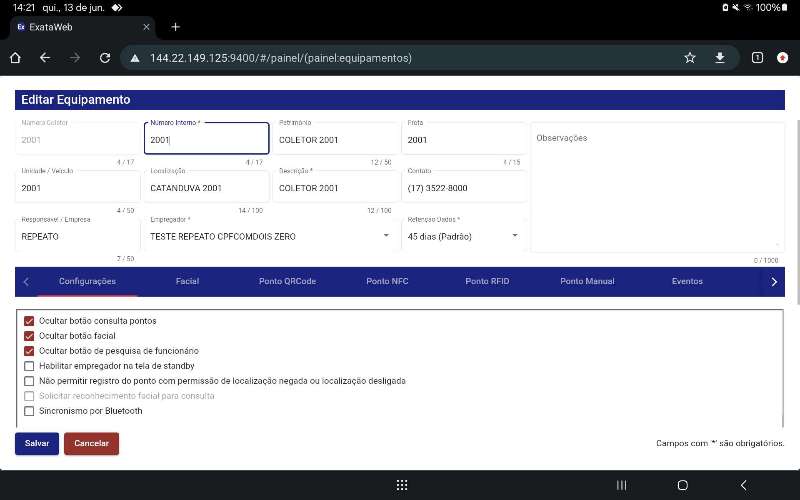 14:21 qui., 13 de jun.
100%
ExataWeb
144.22.149.125:9400/#/painel/(painel:equipamentos)
1
Editar Equipamento
Número Coletor
2001
4 / 17
Número Interno *
2001
4 / 17
Patrimônio
COLETOR 2001
12 / 50
Frota
2001
4 / 15
Observações
0 / 1000
Unidade / Veículo
2001
4 / 50
Localização
CATANDUVA 2001
14 / 100
Descrição *
COLETOR 2001
12 / 100
Contato
(17) 3522-8000
Responsável / Empresa
REPEATO
7 / 50
Empregador *
TESTE REPEATO CPFCOMDOIS ZERO
Retenção Dados *
45 dias (Padrão)
Configurações
Facial
Ponto QRCode
Ponto NFC
Ponto RFID
Ponto Manual
Eventos
Ocultar botão consulta pontos
Ocultar botão facial
Ocultar botão de pesquisa de funcionário
Habilitar empregador na tela de standby
Não permitir registro do ponto com permissão de localização negada ou localização desligada
Solicitar reconhecimento facial para consulta
Sincronismo por Bluetooth
Salvar
Cancelar
Campos com '*' são obrigatórios.